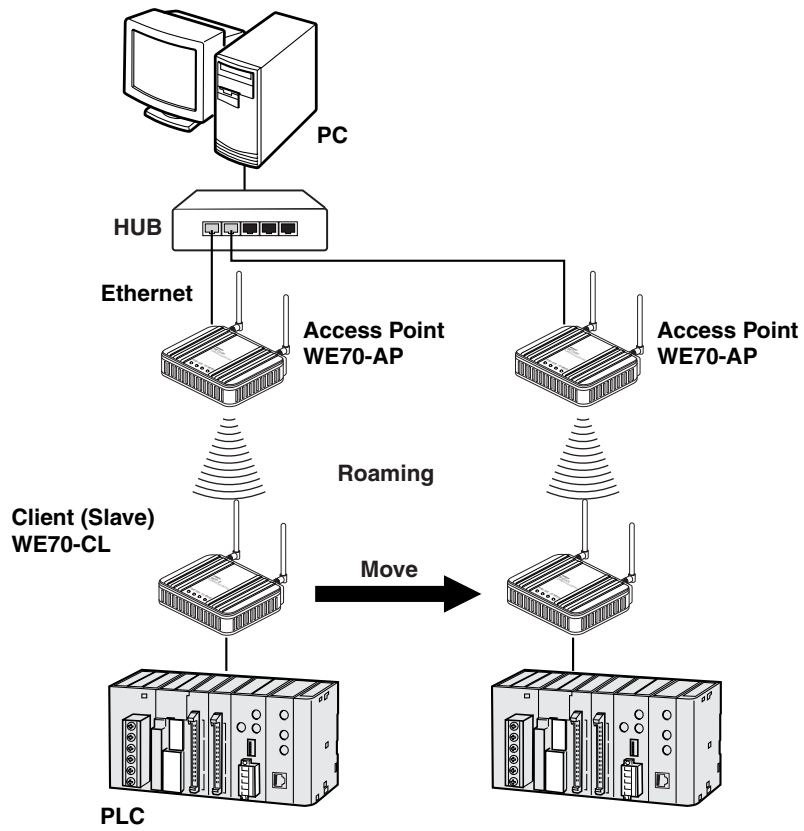 PC
HUB
Ethernet
Access Point
WE70-AP
Access Point
WE70-AP
Roaming
Client (Slave)
WE70-CL
Move
PLC